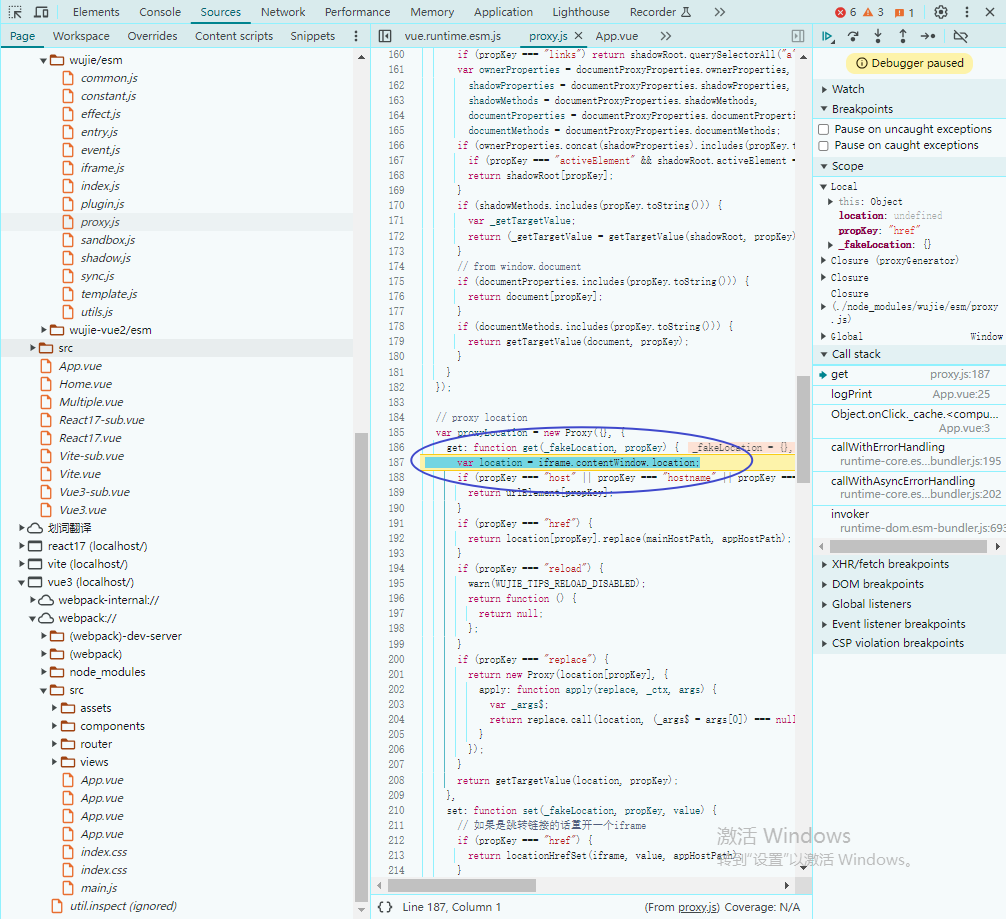 Elements Console Sources Network Performance Memory Application Lighthouse Recorder 6 3 1
Page Workspace Overrides Content scripts Snippets vue.runtime.esm.js proxy.js App.vue
wujie/esm
common.js
constant.js
effect.js
entry.js
event.js
iframe.js
index.js
plugin.js
proxy.js
sandbox.js
shadow.js
sync.js
template.js
utils.js
wujie-vue2/esm
src
App.vue
Home.vue
Multiple.vue
React17-sub.vue
React17.vue
Vite-sub.vue
Vite.vue
Vue3-sub.vue
Vue3.vue
划词翻译
react17 (localhost/)
vite (localhost/)
vue3 (localhost/)
webpack-internal://
webpack://
(webpack)-dev-server
(webpack)
node_modules
src
assets
components
router
views
App.vue
App.vue
App.vue
App.vue
index.css
index.css
main.js
util.inspect (ignored)
160 if (propKey === "links") return shadowRoot.querySelectorAll("a"
161 var ownerProperties = documentProxyProperties.ownerProperties,
162 shadowProperties = documentProxyProperties.shadowProperties,
163 shadowMethods = documentProxyProperties.shadowMethods,
164 documentProperties = documentProxyProperties.documentProperties
165 documentMethods = documentProxyProperties.documentMethods;
166 if (ownerProperties.concat(shadowProperties).includes(propKey.t
167 if (propKey === "activeElement" && shadowRoot.activeElement =
168 return shadowRoot[propKey];
169 }
170 if (shadowMethods.includes(propKey.toString())) {
171 var _getTargetValue;
172 return (_getTargetValue = getTargetValue(shadowRoot, propKey)
173 }
174 // from window.document
175 if (documentProperties.includes(propKey.toString())) {
176 return document[propKey];
177 }
178 if (documentMethods.includes(propKey.toString())) {
179 return getTargetValue(document, propKey);
180 }
181 }
182 });
183
184 // proxy location
185 var proxyLocation = new Proxy({}, {
186 get: function get(_fakeLocation, propKey) { _fakeLocation = {},
187 var location = iframe.contentWindow.location;
188 if (propKey === "host" || propKey === "hostname" || propKey ===
189 return urlElement[propKey];
190 }
191 if (propKey === "href") {
192 return location[propKey].replace(mainHostPath, appHostPath);
193 }
194 if (propKey === "reload") {
195 warn(WUJIE_TIPS_RELOAD_DISABLED);
196 return function () {
197 return null;
198 };
199 }
200 if (propKey === "replace") {
201 return new Proxy(location[propKey], {
202 apply: function apply(replace, _ctx, args) {
203 var _args$;
204 return replace.call(location, (_args$ = args[0]) === null
205 }
206 });
207 }
208 return getTargetValue(location, propKey);
209 },
210 set: function set(_fakeLocation, propKey, value) {
211 // 如果是跳转链接的话重开一个iframe
212 if (propKey === "href") {
213 return locationHrefSet(iframe, value, appHostPath)
214 }
{} Line 187, Column 1 (From proxy.js) Coverage: N/A
Debugger paused
Watch
Breakpoints
Pause on uncaught exceptions
Pause on caught exceptions
Scope
Local
this: Object
location: undefined
propKey: "href"
_fakeLocation: {}
Closure (proxyGenerator)
Closure
Closure
(./node_modules/wujie/esm/proxy
.js)
Global Window
Call stack
get proxy.js:187
logPrint App.vue:25
Object.onClick._cache.<compu...
App.vue:3
callWithErrorHandling
runtime-core.es...bundler.js:195
callWithAsyncErrorHandling
runtime-core.es...bundler.js:202
invoker
runtime-dom.esm-bundler.js:693
XHR/fetch breakpoints
DOM breakpoints
Global listeners
Event listener breakpoints
CSP violation breakpoints
激活 Windows
转到"设置"以激活 Windows。